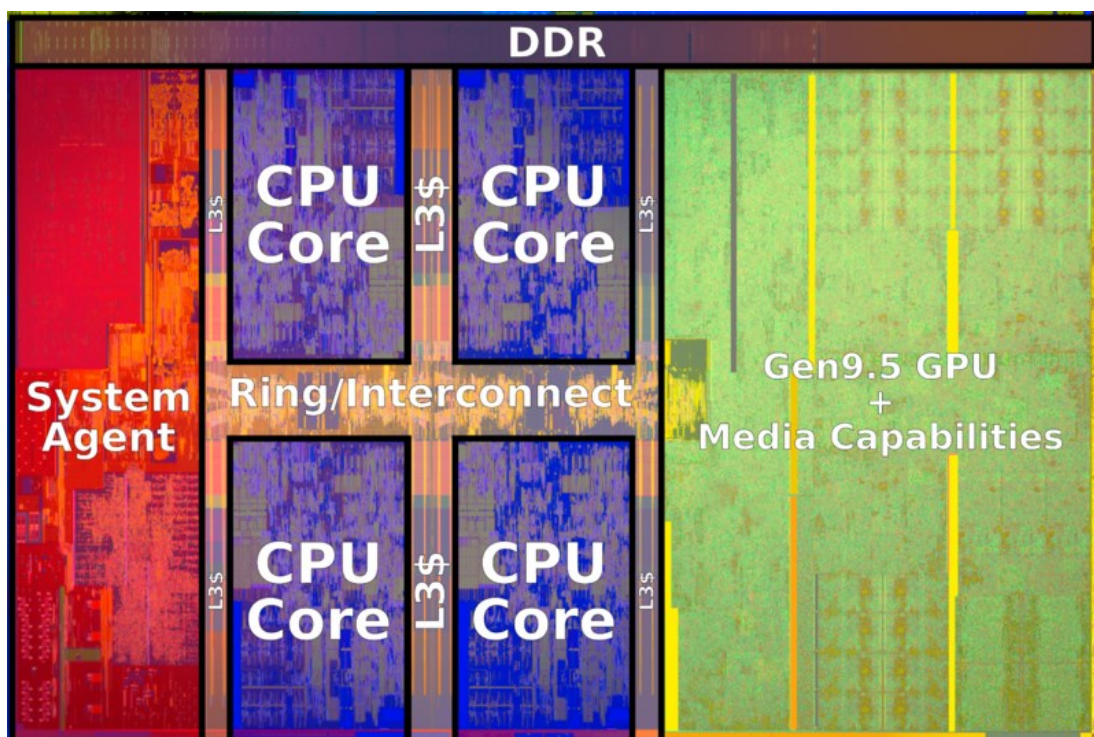 DDR
CPU
Core
CPU
Core
L3$
L3$
L3$
System
Agent
Ring/Interconnect
Gen9.5 GPU
+
Media Capabilities
CPU
Core
CPU
Core
L3$
L3$
L3$